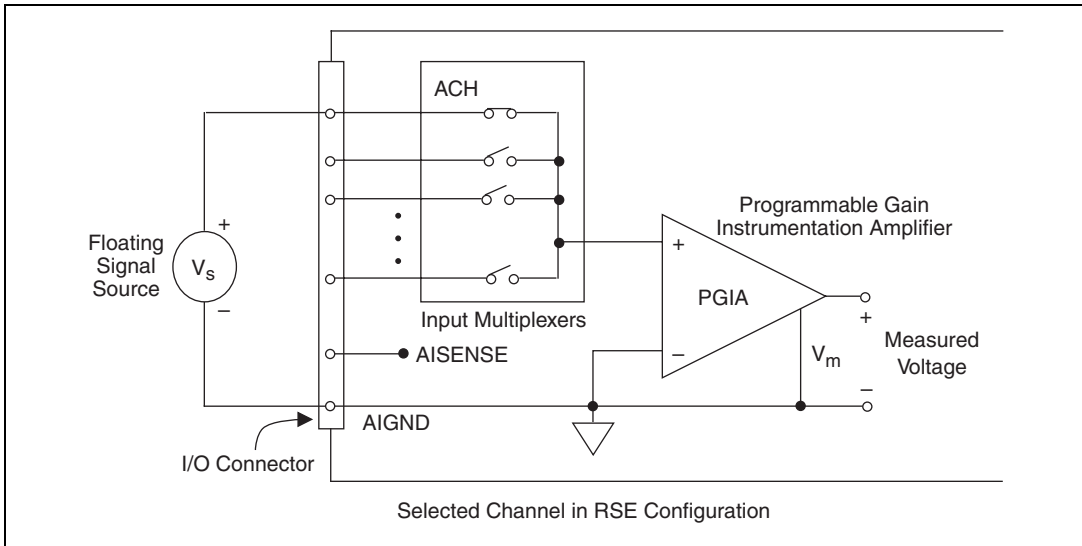 ACH
Programmable Gain
Instrumentation Amplifier
+
Floating
Signal
Source
Vs
−
+
PGIA
−
Input Multiplexers
AISENSE
+
Vm
Measured
Voltage
−
AIGND
I/O Connector
Selected Channel in RSE Configuration